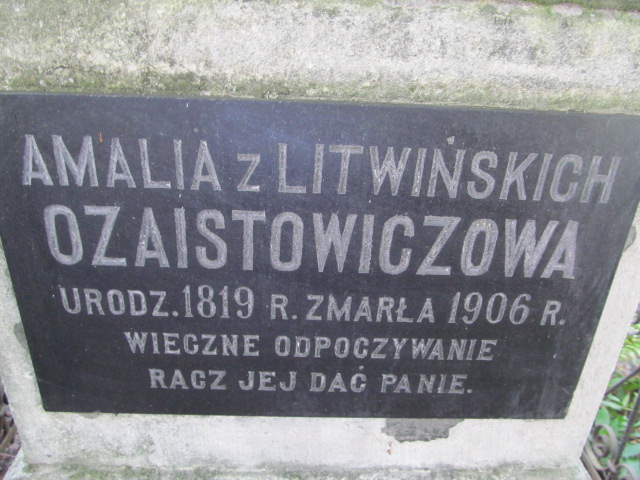 AMALIA z LITWIŃSKICH
OZAISTOWICZOWA
URODZ. 1819 R. ZMARŁA 1906 R.
WIECZNE ODPOCZYWANIE
RACZ JEJ DAĆ PANIE.